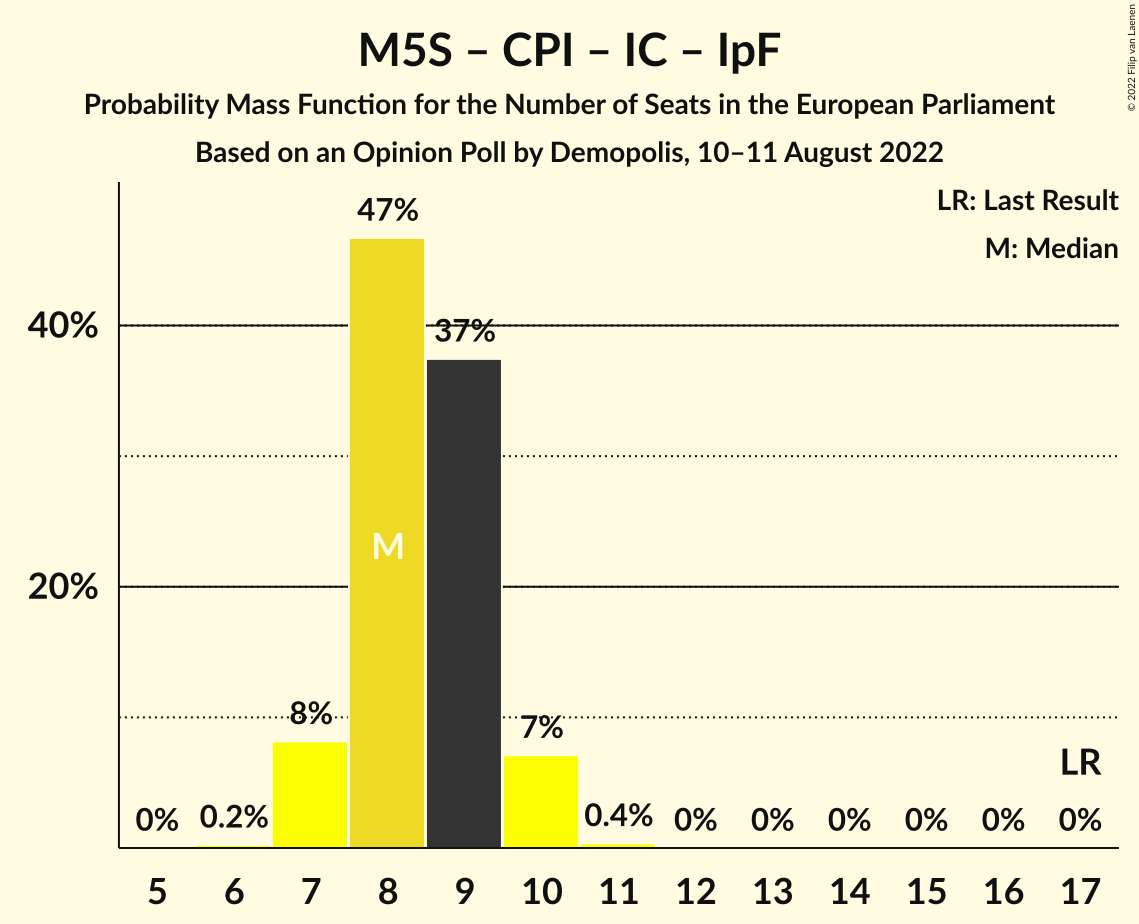 M5S – CPI – IC – IpF
Probability Mass Function for the Number of Seats in the European Parliament
Based on an Opinion Poll by Demopolis, 10–11 August 2022
© 2022 Filip van Laenen
LR: Last Result
M: Median
40%
20%
0%
0.2%
8%
47%
M
37%
7%
0.4%
0%
0%
0%
0%
0%
LR
0%
5 6 7 8 9 10 11 12 13 14 15 16 17